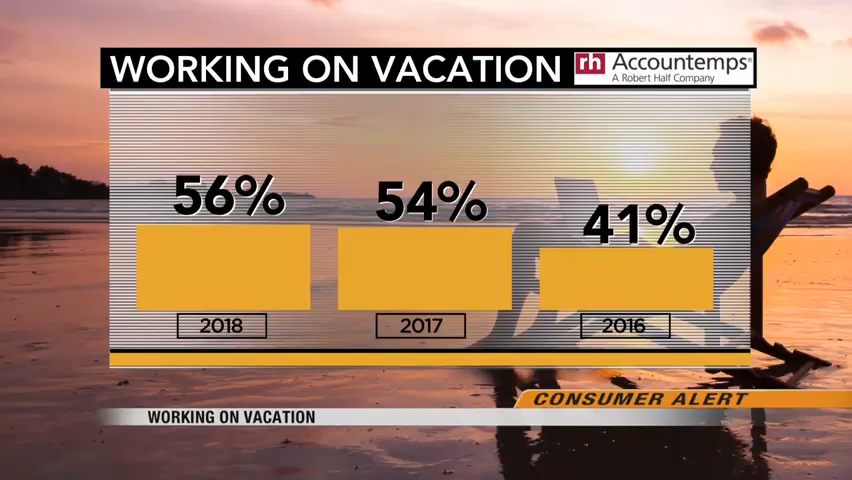 WORKING ON VACATION
rh Accountemps®
A Robert Half Company
56%
54%
41%
2018
2017
2016
CONSUMER ALERT
WORKING ON VACATION